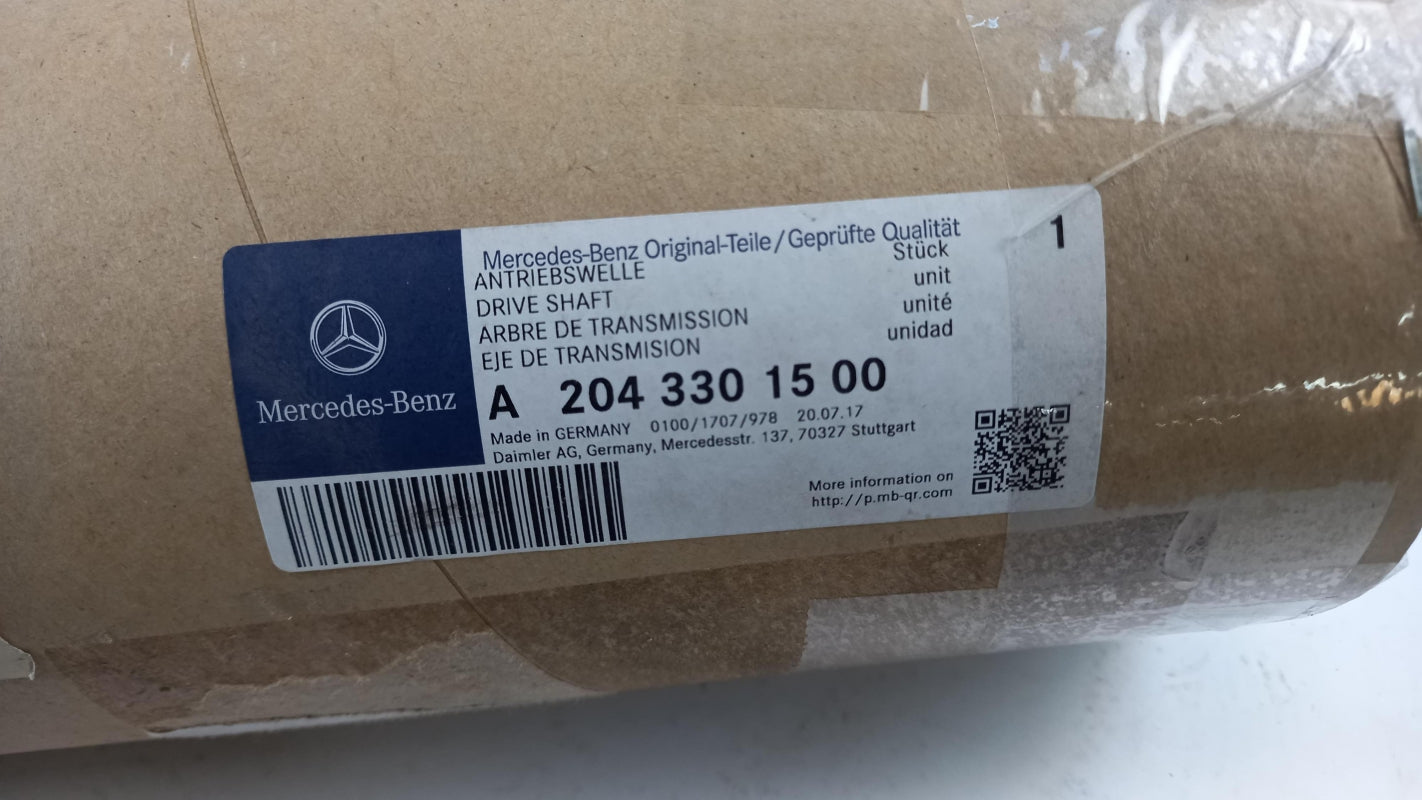 Mercedes-Benz
Mercedes-Benz Original-Teile/Geprüfte Qualität
ANTRIEBSWELLE Stück 1
DRIVE SHAFT unit
ARBRE DE TRANSMISSION unité
EJE DE TRANSMISION unidad
A 204 330 15 00
Made in GERMANY 0100/1707/978 20.07.17
Daimler AG, Germany, Mercedesstr. 137, 70327 Stuttgart
More information on
http://p.mb-qr.com